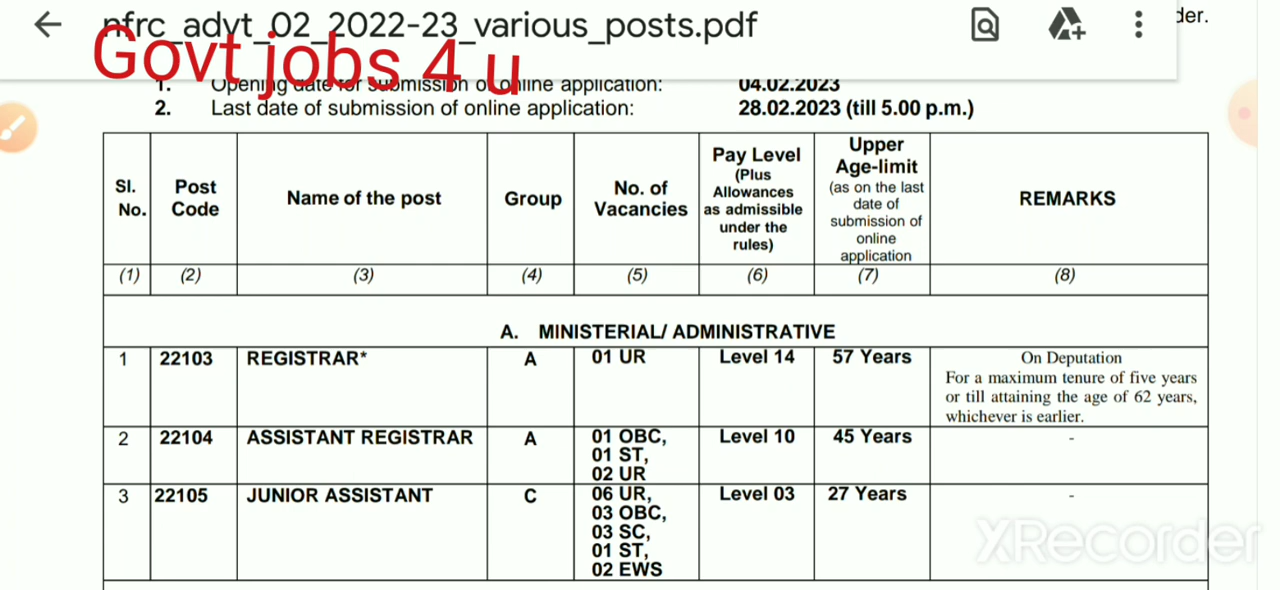 nfrc_advt_02_2022-23_various_posts.pdf
der.
Govt jobs 4 u
1. Opening date for submission of online application: 04.02.2023
2. Last date of submission of online application: 28.02.2023 (till 5.00 p.m.)
Sl. No. Post Code Name of the post Group No. of Vacancies Pay Level (Plus Allowances as admissible under the rules) Upper Age-limit (as on the last date of submission of online application REMARKS
(1) (2) (3) (4) (5) (6) (7) (8)
A. MINISTERIAL/ ADMINISTRATIVE
1 22103 REGISTRAR* A 01 UR Level 14 57 Years On Deputation
For a maximum tenure of five years
or till attaining the age of 62 years,
whichever is earlier.
2 22104 ASSISTANT REGISTRAR A 01 OBC, Level 10 45 Years -
01 ST,
02 UR
3 22105 JUNIOR ASSISTANT C 06 UR, Level 03 27 Years -
03 OBC,
03 SC,
01 ST,
02 EWS
XRecorder